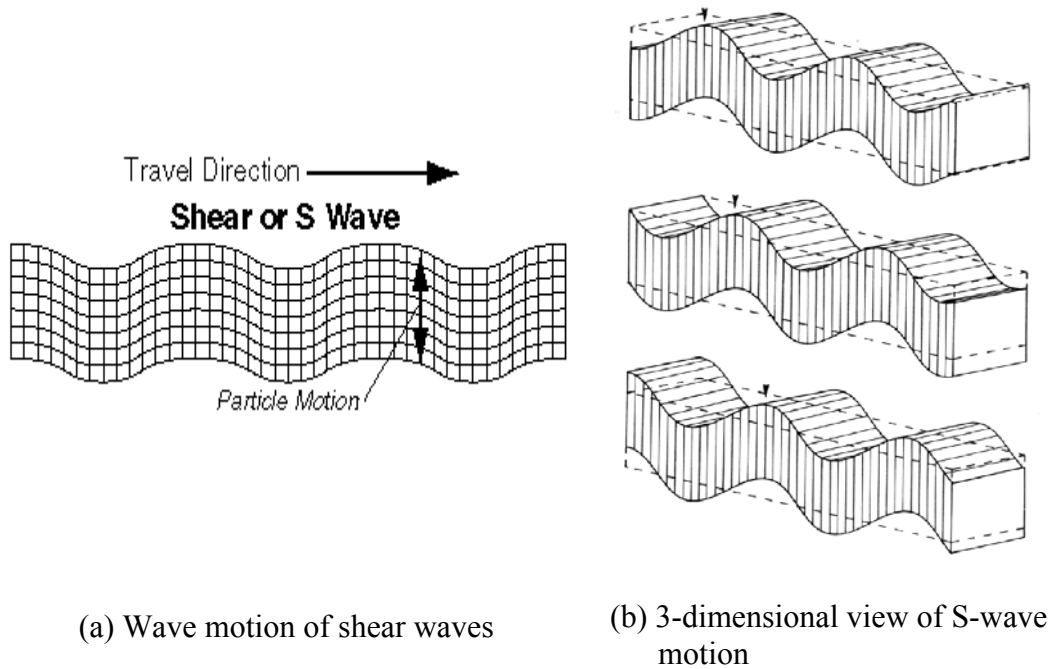 Travel Direction
Shear or S Wave
Particle Motion
(a) Wave motion of shear waves
(b) 3-dimensional view of S-wave
motion